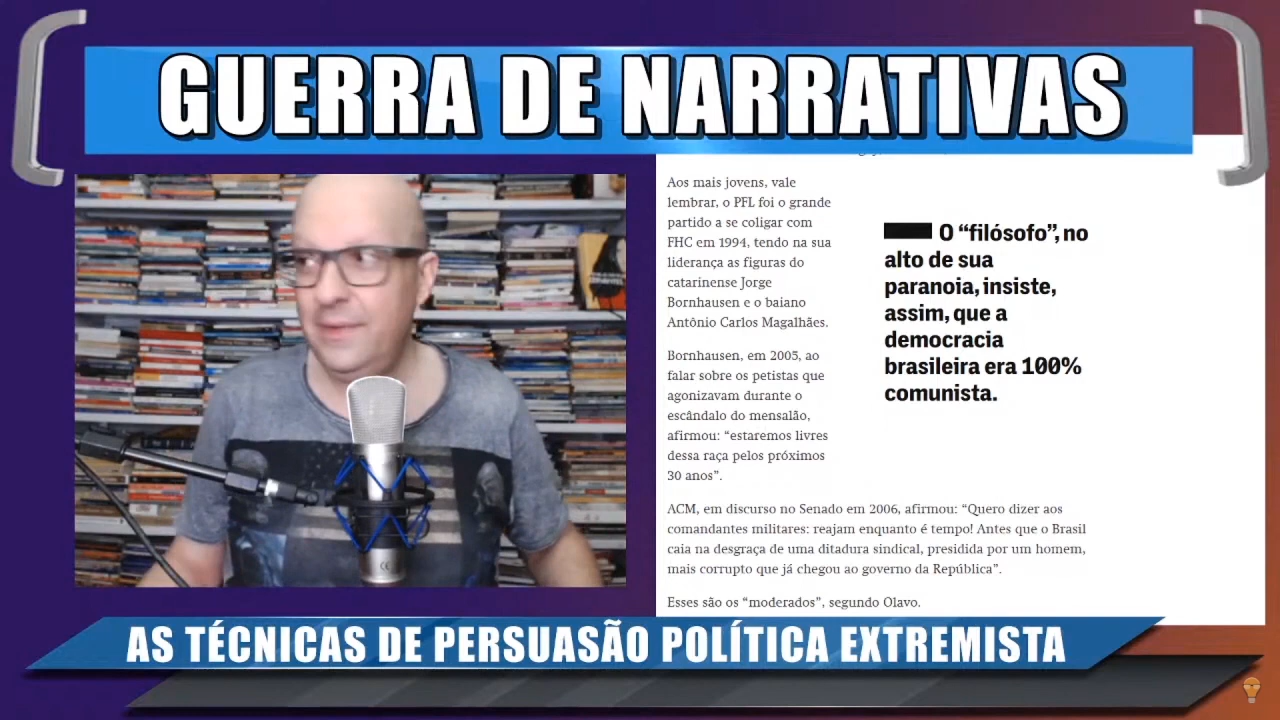 GUERRA DE NARRATIVAS
Aos mais jovens, vale
lembrar, o PFL foi o grande
partido a se coligar com
FHC em 1994, tendo na sua
liderança as figuras do
catarinense Jorge
Bornhausen e o baiano
Antônio Carlos Magalhães.
Bornhausen, em 2005, ao
falar sobre os petistas que
agonizavam durante o
escândalo do mensalão,
afirmou: “estaremos livres
dessa raça pelos próximos
30 anos”.
O “filósofo”, no
alto de sua
paranoia, insiste,
assim, que a
democracia
brasileira era 100%
comunista.
ACM, em discurso no Senado em 2006, afirmou: “Quero dizer aos
comandantes militares: reajam enquanto é tempo! Antes que o Brasil
caia na desgraça de uma ditadura sindical, presidida por um homem,
mais corrupto que já chegou ao governo da República”.
Esses são os “moderados”, segundo Olavo.
AS TÉCNICAS DE PERSUASÃO POLÍTICA EXTREMISTA